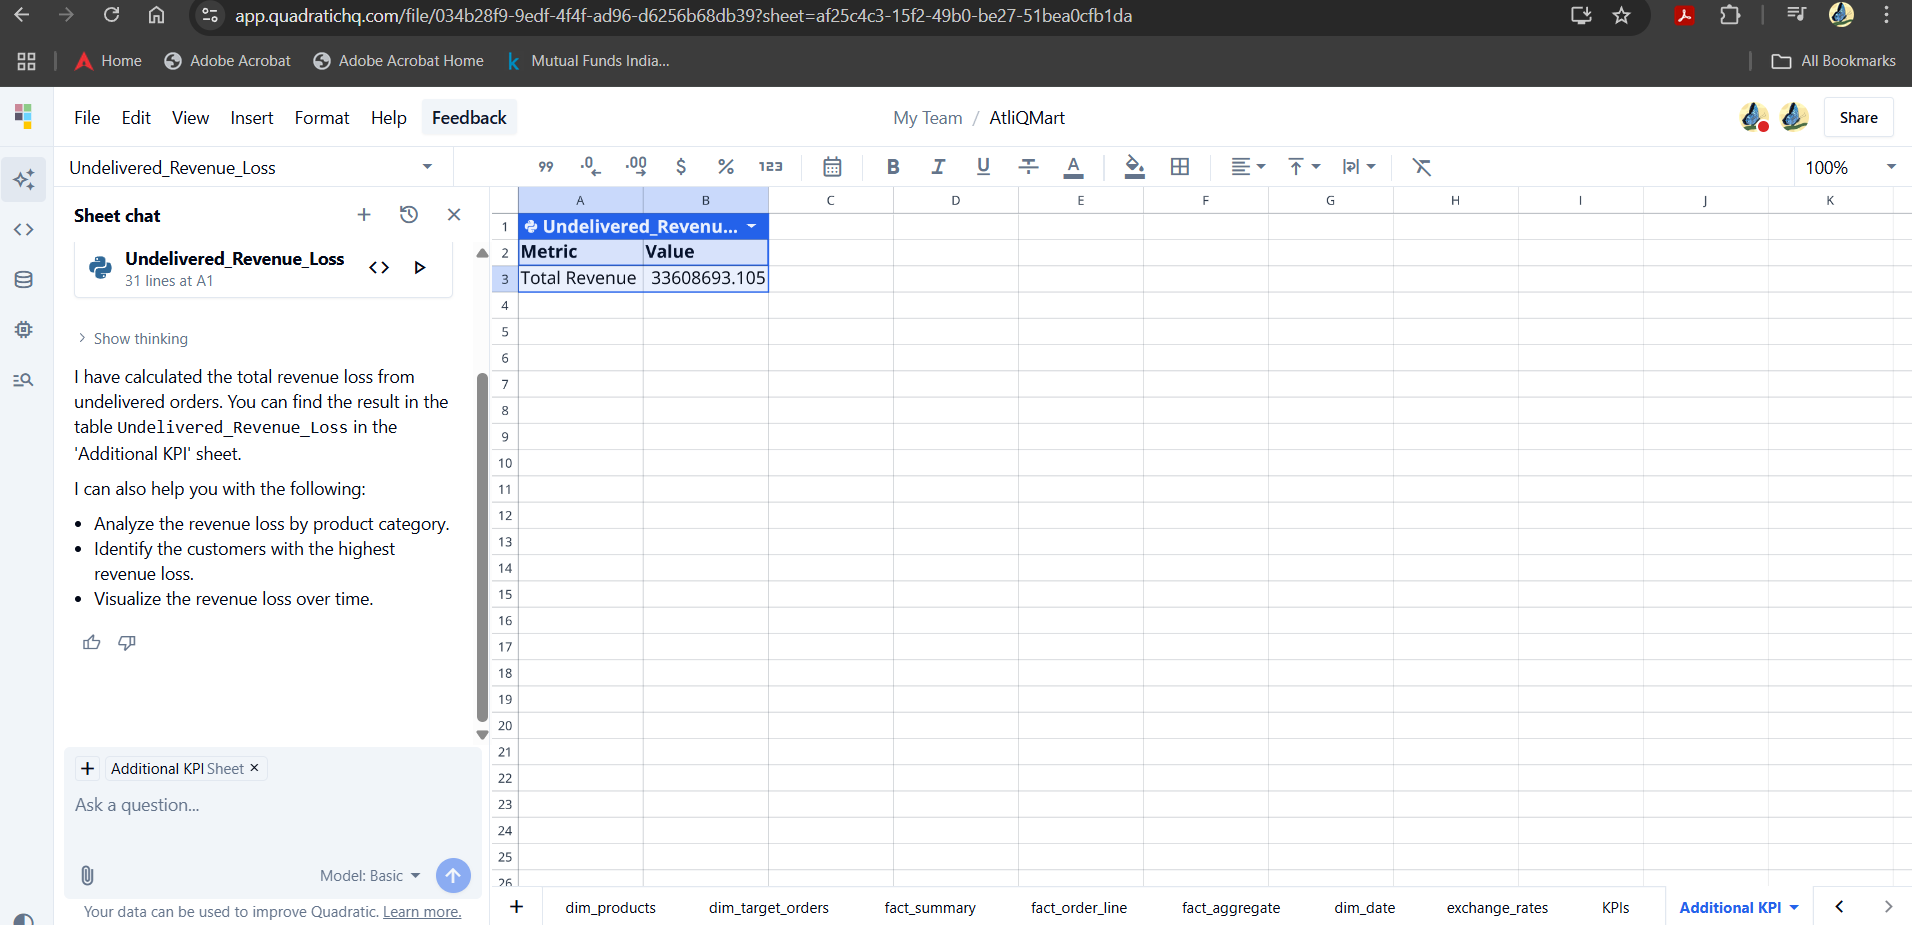 app.quadratichq.com/file/034b28f9-9edf-4f4f-ad96-d6256b68db39?sheet=af25c4c3-15f2-49b0-be27-51bea0cfb1da
Home Adobe Acrobat Adobe Acrobat Home Mutual Funds India... All Bookmarks
File Edit View Insert Format Help Feedback My Team / AtliQMart Share
Undelivered_Revenue_Loss 99 .0 .00 $ % 123 B I U T A 100%
Sheet chat
Undelivered_Revenue_Loss
31 lines at A1
Show thinking
I have calculated the total revenue loss from
undelivered orders. You can find the result in the
table Undelivered_Revenue_Loss in the
'Additional KPI' sheet.
I can also help you with the following:
• Analyze the revenue loss by product category.
• Identify the customers with the highest
revenue loss.
• Visualize the revenue loss over time.
+ Additional KPI Sheet ×
Ask a question...
Model: Basic
Your data can be used to improve Quadratic. Learn more.
A B C D E F G H I J K
1 Undelivered_Revenu...
2 Metric Value
3 Total Revenue 33608693.105
4
5
6
7
8
9
10
11
12
13
14
15
16
17
18
19
20
21
22
23
24
25
26
+ dim_products dim_target_orders fact_summary fact_order_line fact_aggregate dim_date exchange_rates KPIs Additional KPI